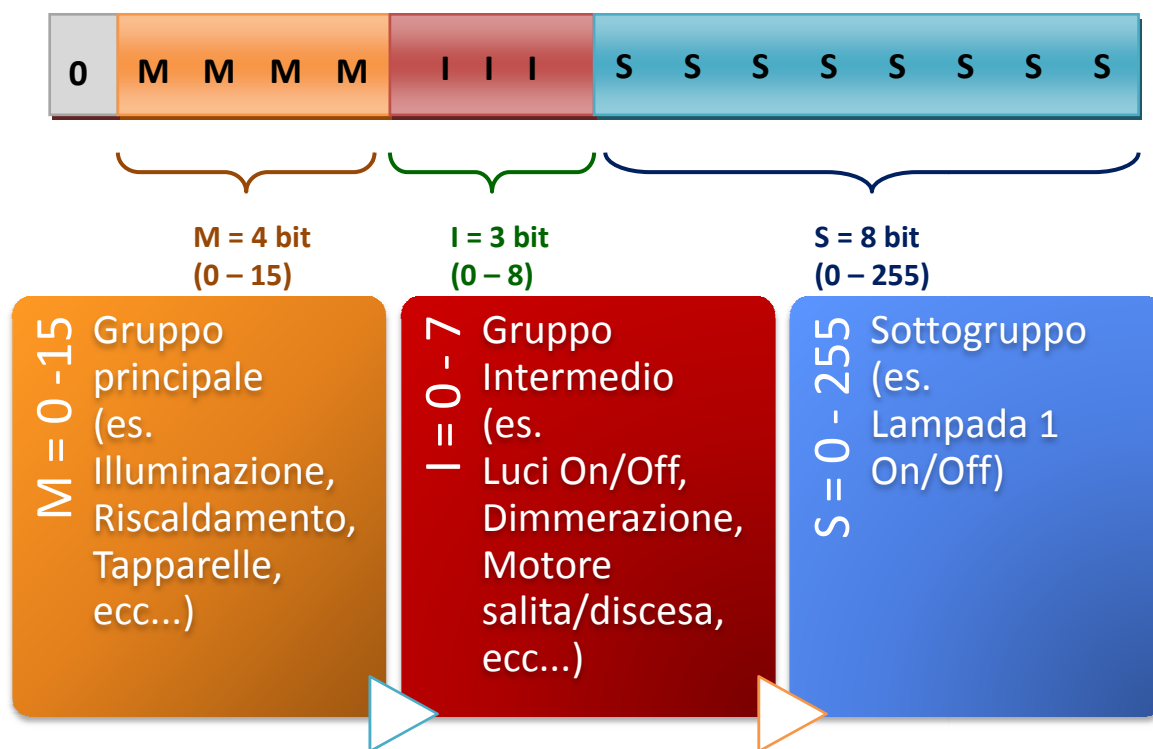 0 M M M M I I I S S S S S S S S
M = 4 bit
(0 – 15)
I = 3 bit
(0 – 8)
S = 8 bit
(0 – 255)
M = 0 -15
Gruppo
principale
(es.
Illuminazione,
Riscaldamento,
Tapparelle,
ecc...)
I = 0 - 7
Gruppo
Intermedio
(es.
Luci On/Off,
Dimmerazione,
Motore
salita/discesa,
ecc...)
S = 0 - 255
Sottogruppo
(es.
Lampada 1
On/Off)